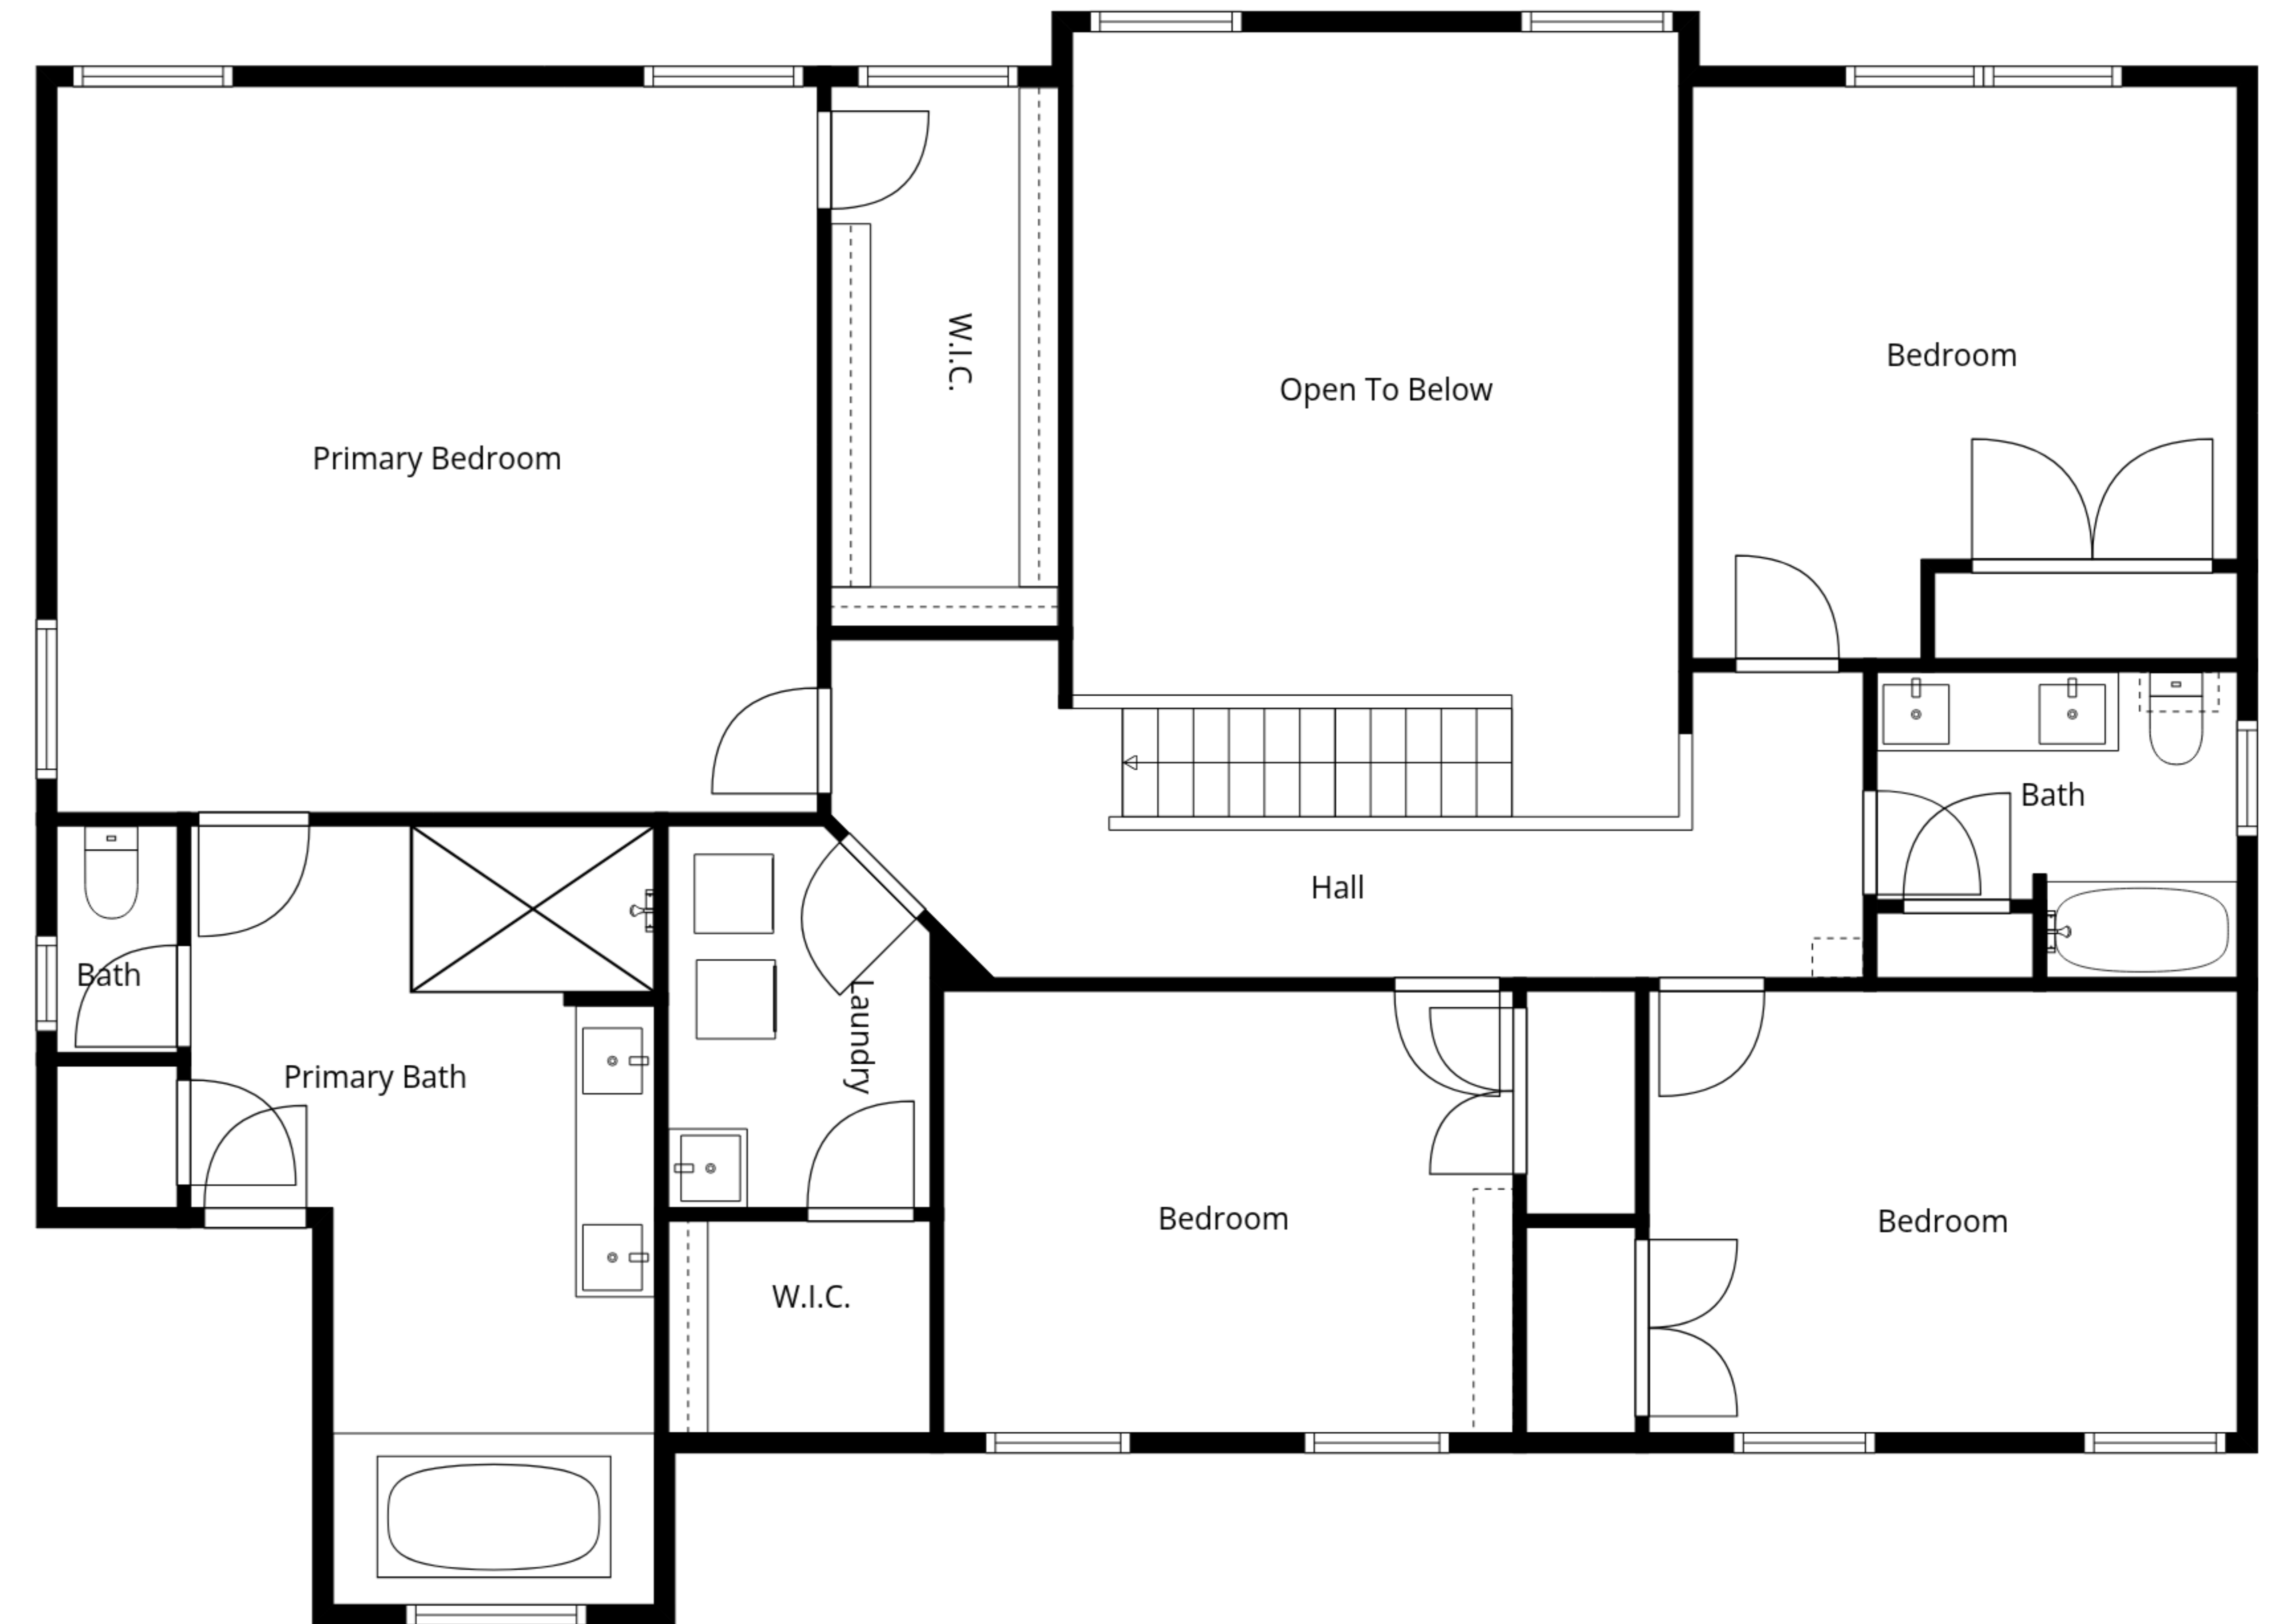 W.I.C.
Bedroom
Open To Below
Primary Bedroom
Bath
Hall
Bath
Laundry
Primary Bath
Bedroom
Bedroom
W.I.C.